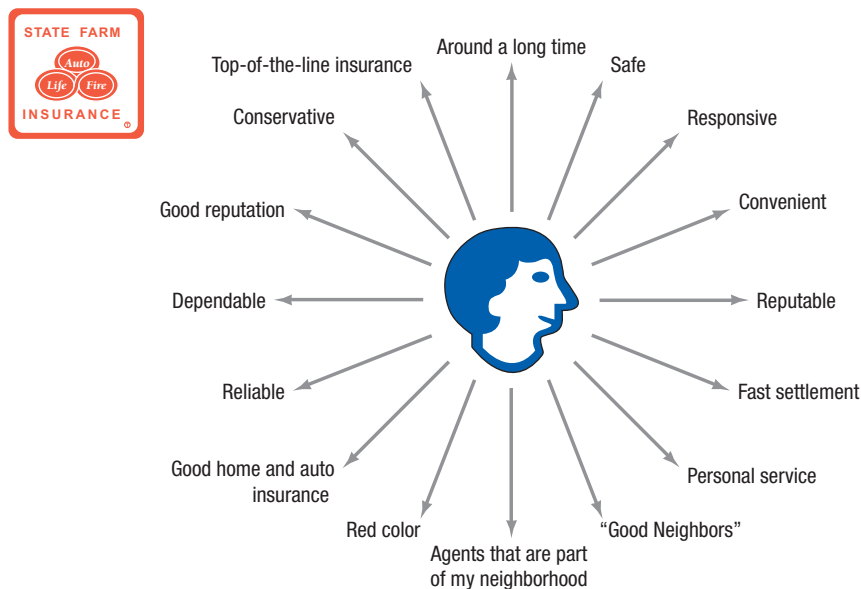 STATE FARM
Auto
Life Fire
INSURANCE
®
Around a long time
Top-of-the-line insurance
Safe
Conservative
Responsive
Good reputation
Convenient
Dependable
Reputable
Reliable
Fast settlement
Good home and auto
insurance
Personal service
Red color
“Good Neighbors”
Agents that are part
of my neighborhood